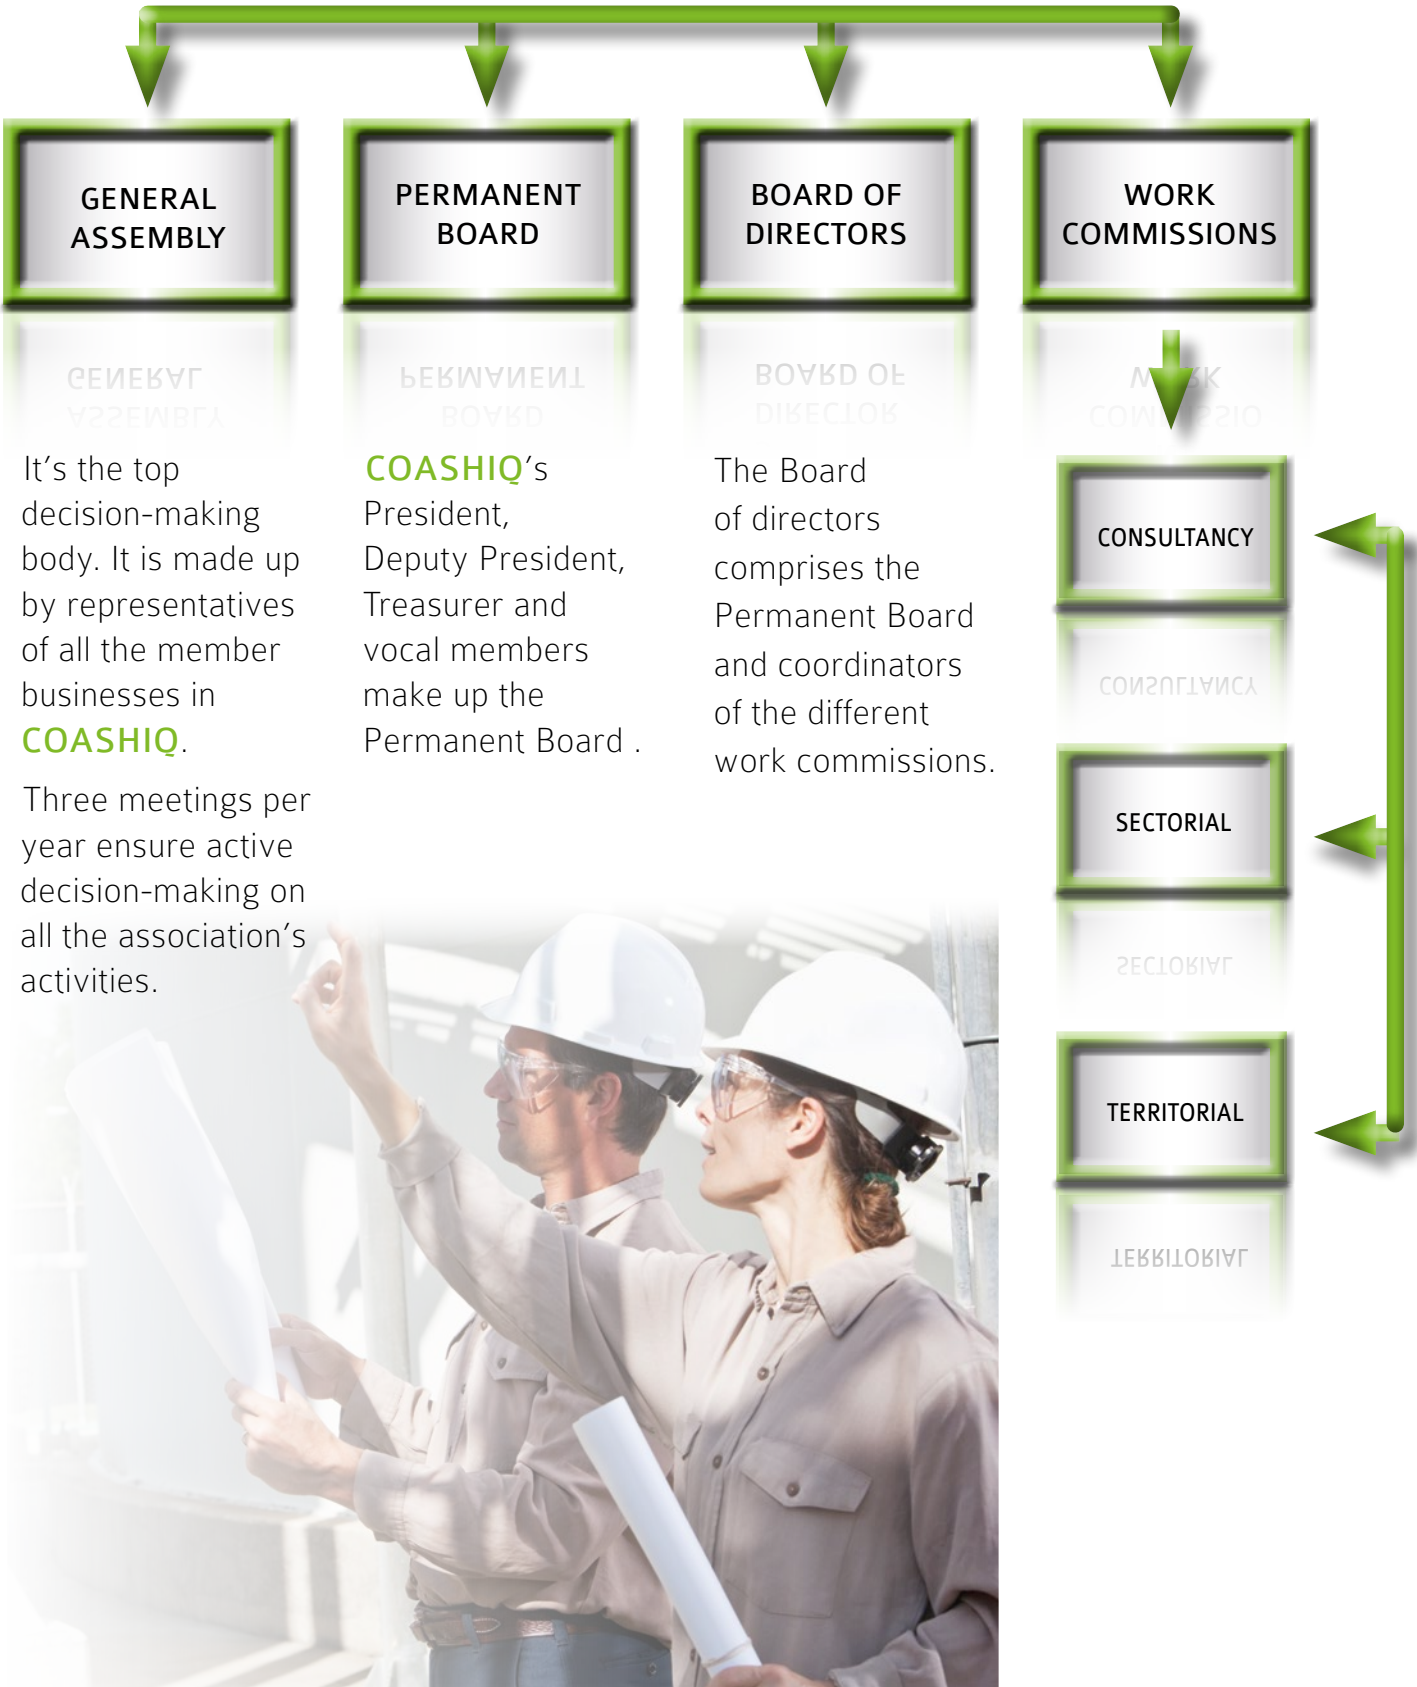 GENERAL
ASSEMBLY
PERMANENT
BOARD
BOARD OF
DIRECTORS
WORK
COMMISSIONS
It's the top
decision-making
body. It is made up
by representatives
of all the member
businesses in
COASHIQ.
Three meetings per
year ensure active
decision-making on
all the association's
activities.
COASHIQ's
President,
Deputy President,
Treasurer and
vocal members
make up the
Permanent Board .
The Board
of directors
comprises the
Permanent Board
and coordinators
of the different
work commissions.
CONSULTANCY
SECTORIAL
TERRITORIAL